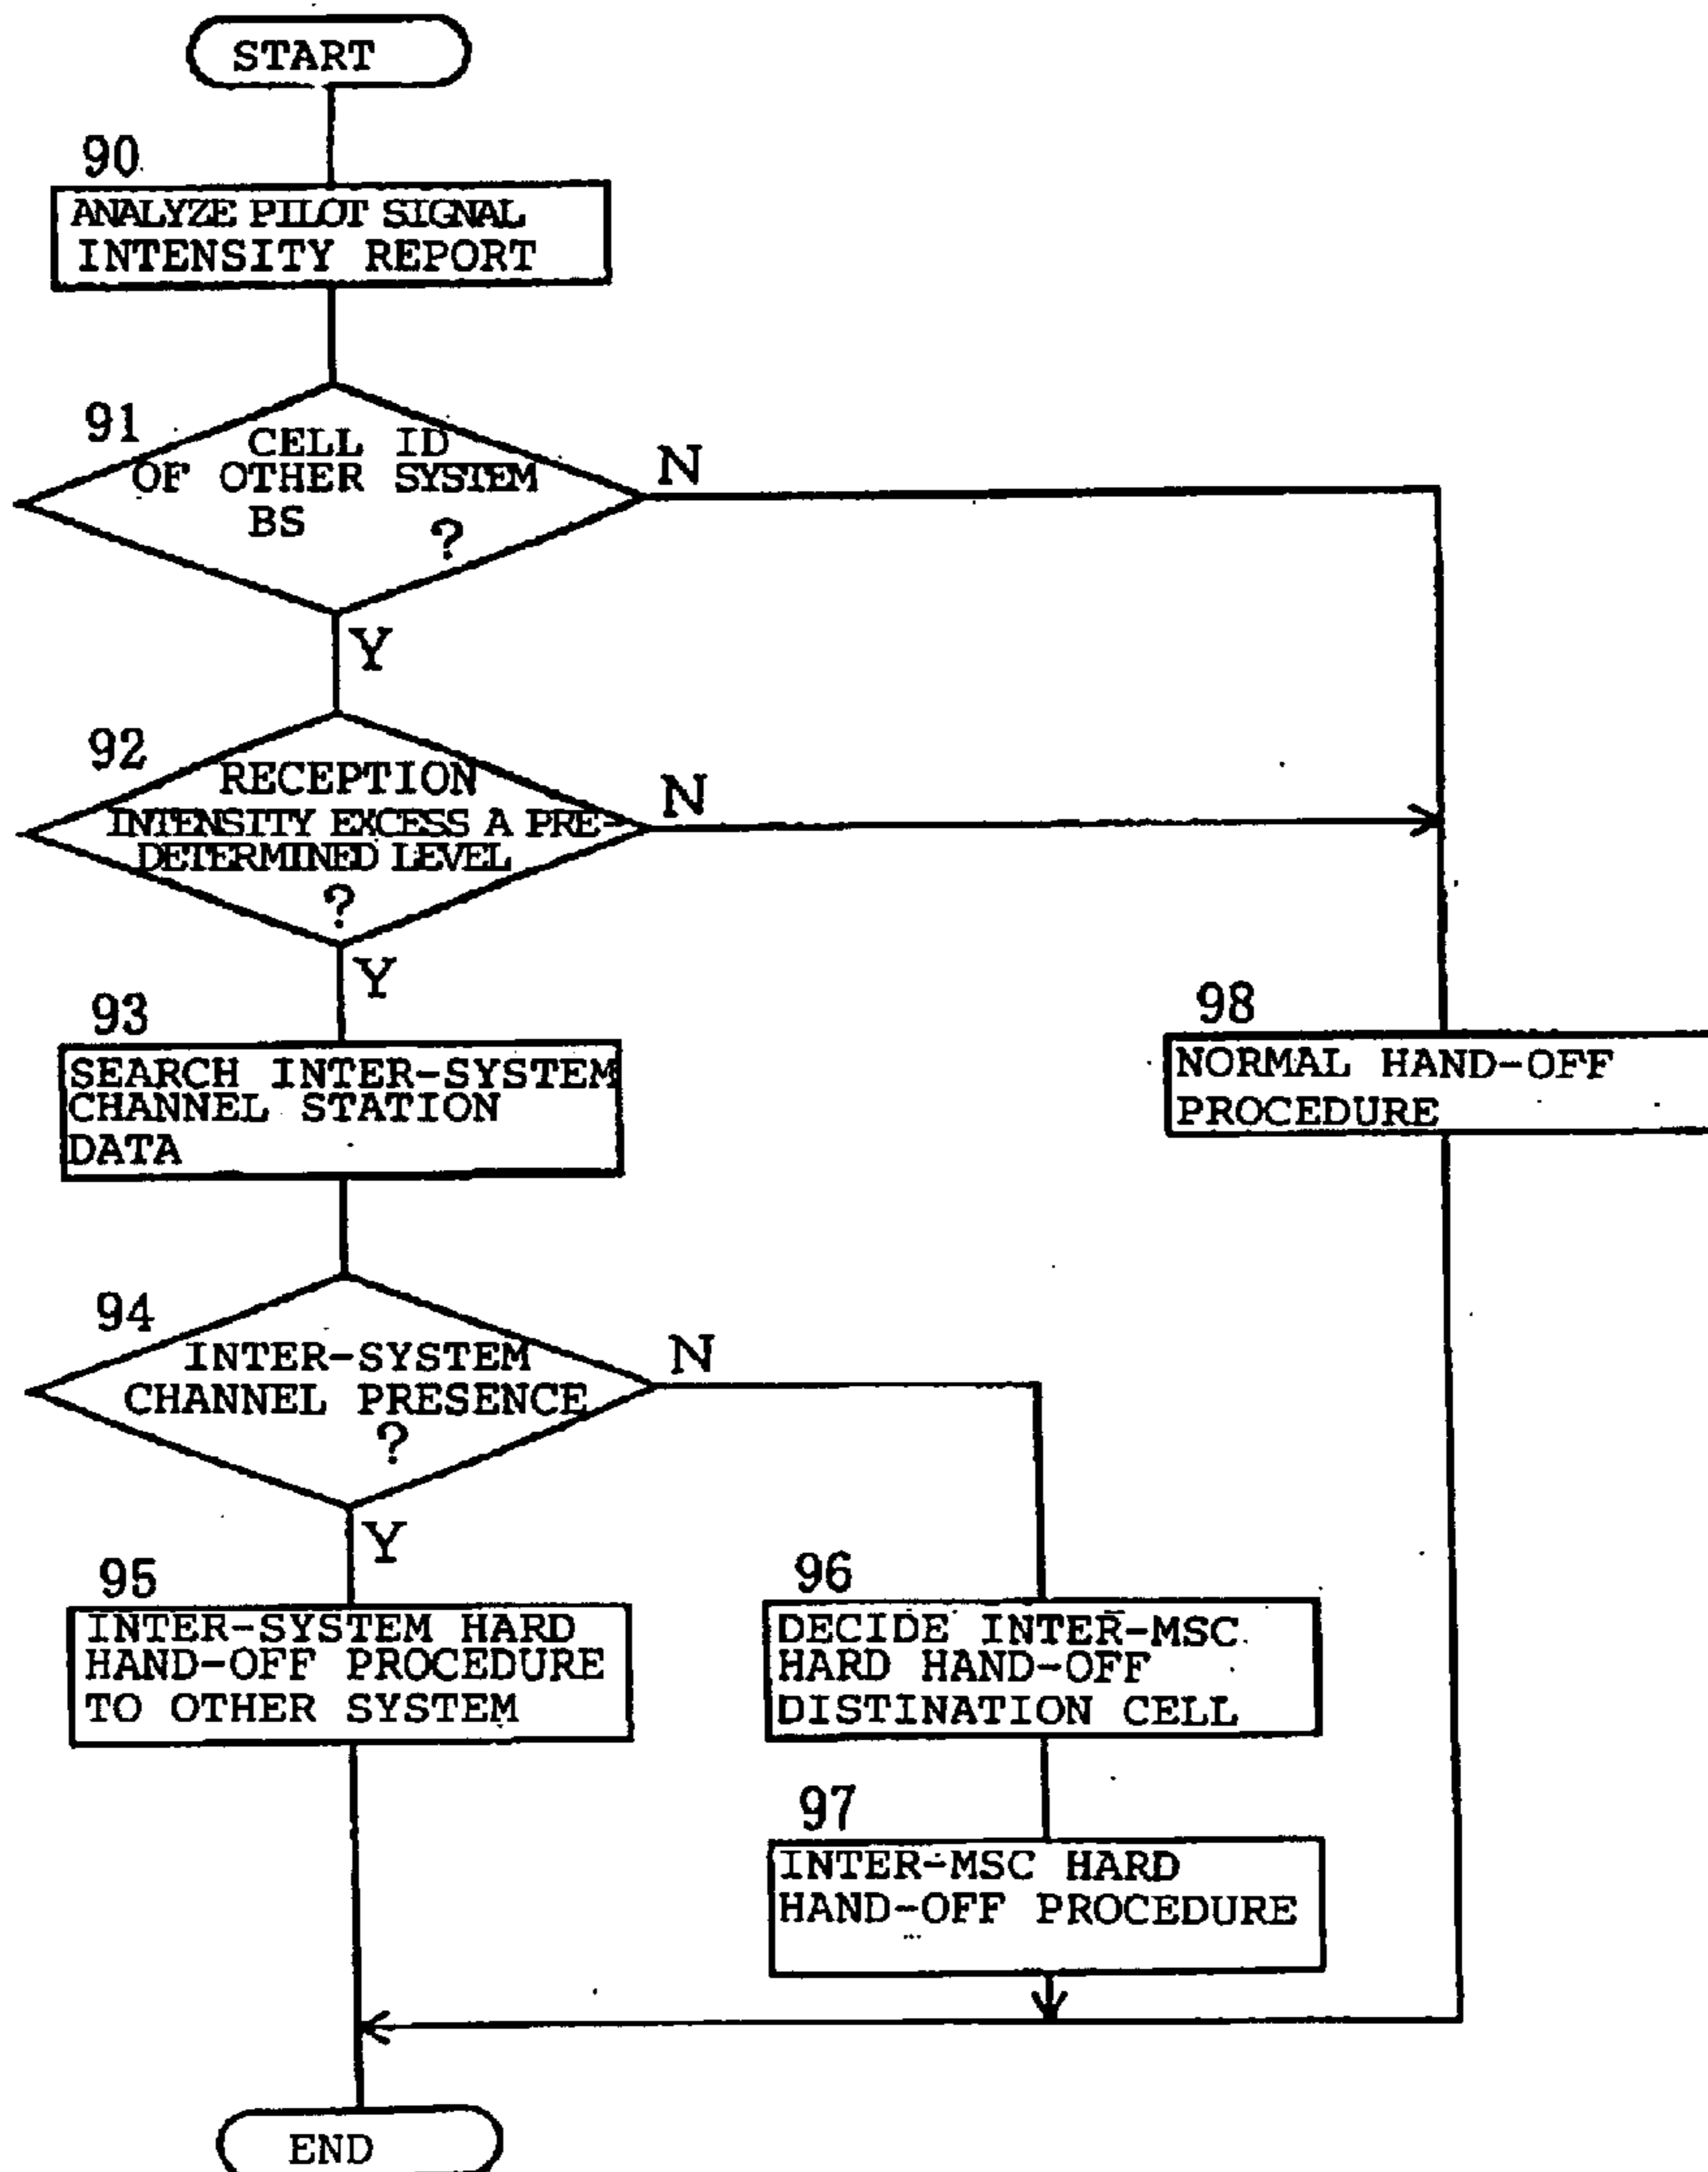 START
90
ANALYZE PILOT SIGNAL
INTENSITY REPORT
91
CELL ID
OF OTHER SYSTEM
BS ?
N
Y
92
RECEPTION
INTENSITY EXCESS A PRE-
DETERMINED LEVEL
?
N
Y
93
SEARCH INTER-SYSTEM
CHANNEL STATION
DATA
98
NORMAL HAND-OFF
PROCEDURE
94
INTER-SYSTEM
CHANNEL PRESENCE
?
N
Y
95
INTER-SYSTEM HARD
HAND-OFF PROCEDURE
TO OTHER SYSTEM
96
DECIDE INTER-MSC
HARD HAND-OFF
DISTINATION CELL
97
INTER-MSC HARD
HAND-OFF PROCEDURE
END